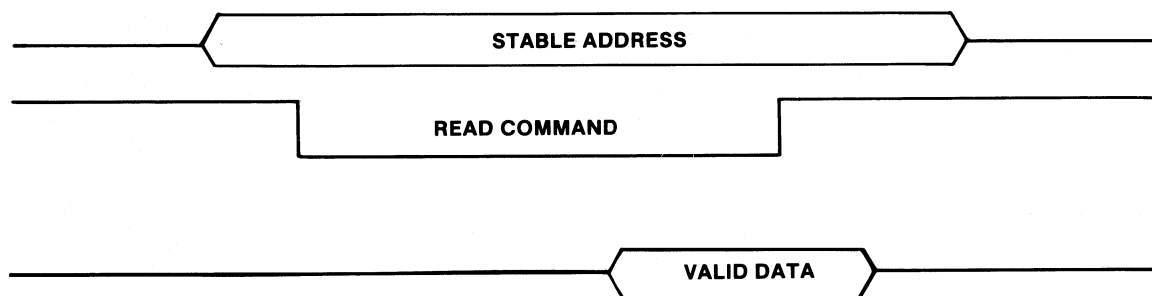 STABLE ADDRESS
READ COMMAND
VALID DATA